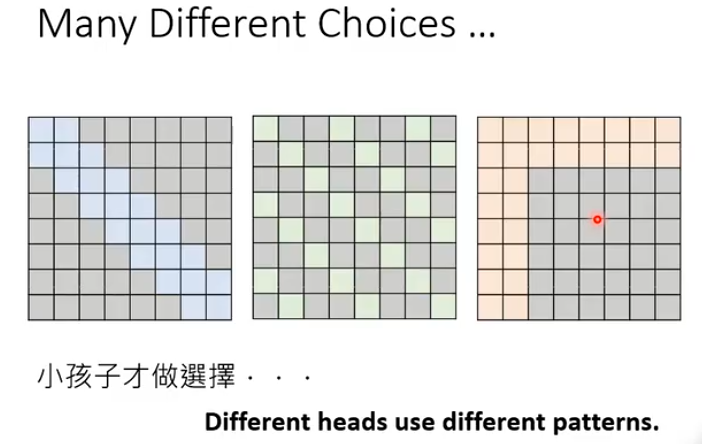 Many Different Choices ...
小孩子才做選擇．．．
Different heads use different patterns.